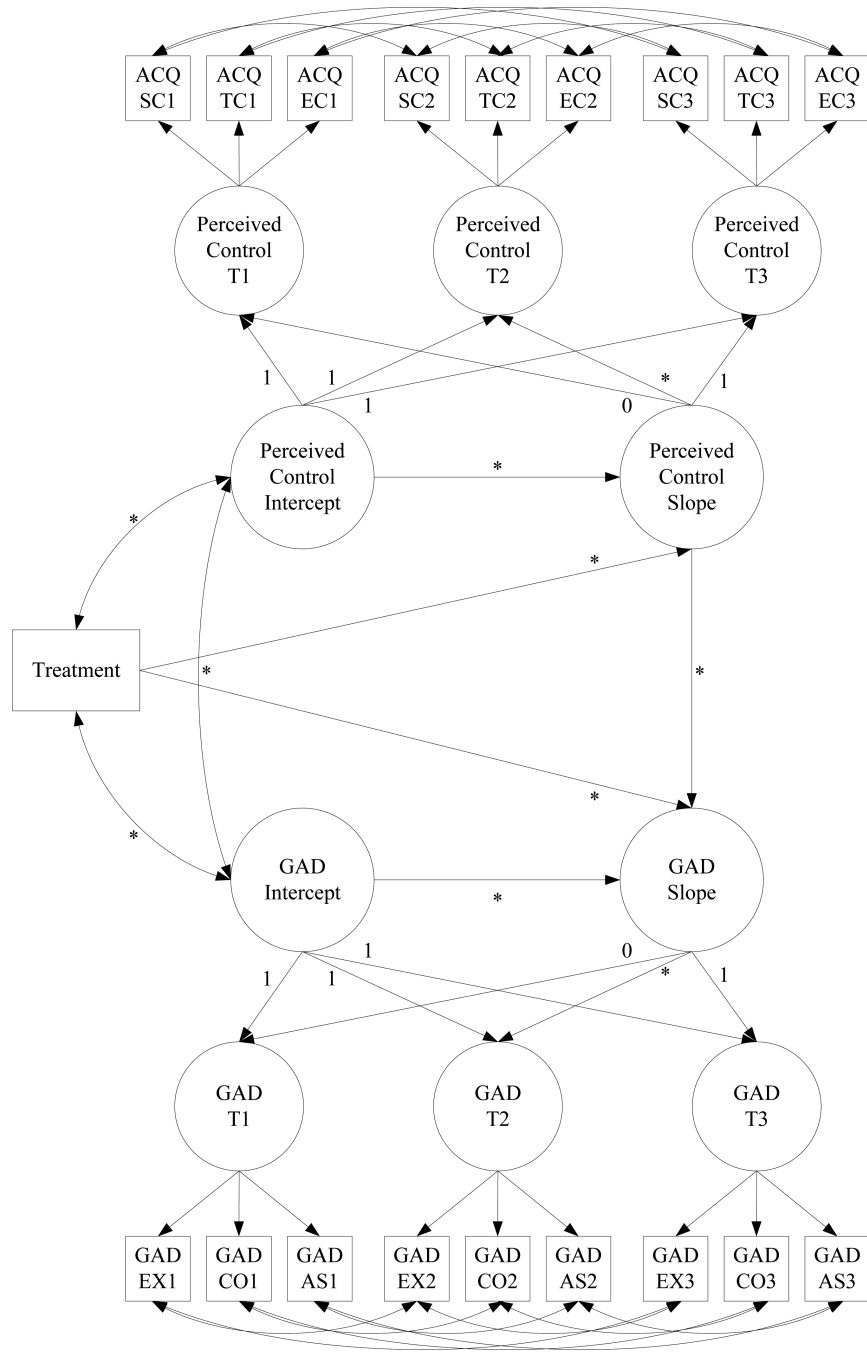 ACQ
SC1
ACQ
TC1
ACQ
EC1
ACQ
SC2
ACQ
TC2
ACQ
EC2
ACQ
SC3
ACQ
TC3
ACQ
EC3
Perceived
Control
T1
Perceived
Control
T2
Perceived
Control
T3
1
1
1
0
*
1
Perceived
Control
Intercept
*
Perceived
Control
Slope
*
*
Treatment
*
*
*
*
GAD
Intercept
*
GAD
Slope
1
1
1
0
*
1
GAD
T1
GAD
T2
GAD
T3
GAD
EX1
GAD
CO1
GAD
AS1
GAD
EX2
GAD
CO2
GAD
AS2
GAD
EX3
GAD
CO3
GAD
AS3